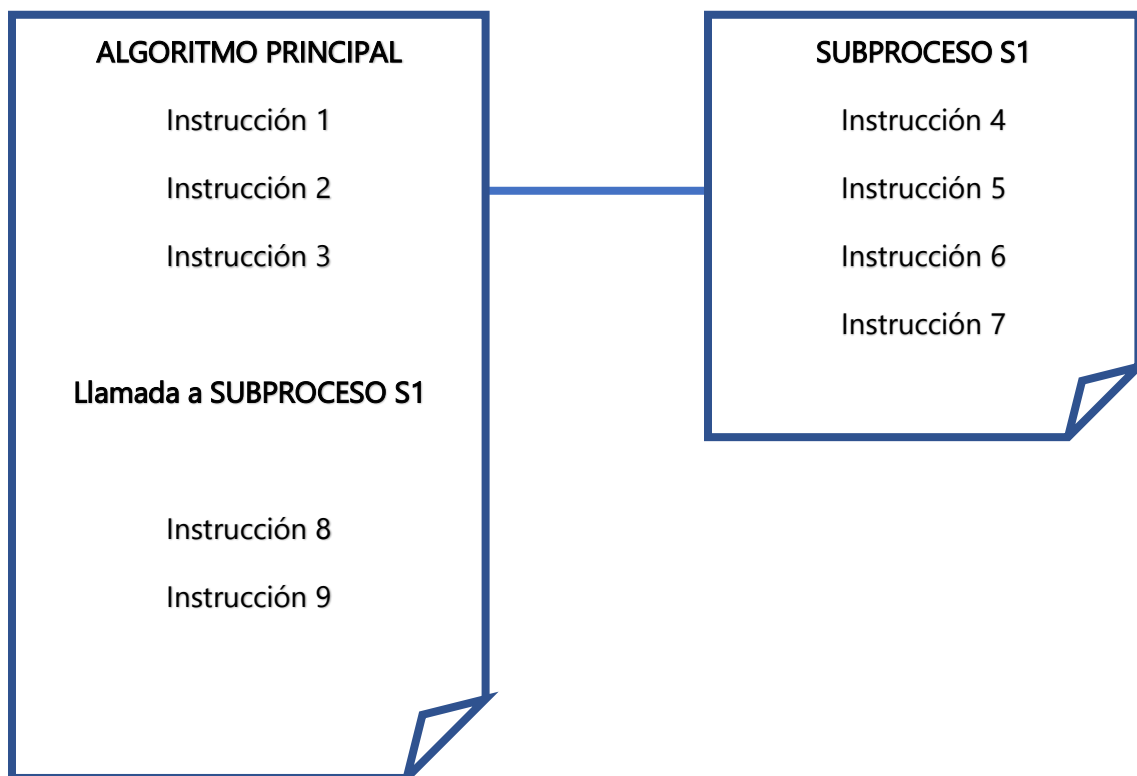 ALGORITMO PRINCIPAL
Instrucción 1
Instrucción 2
Instrucción 3
Llamada a SUBPROCESO S1
Instrucción 8
Instrucción 9
SUBPROCESO S1
Instrucción 4
Instrucción 5
Instrucción 6
Instrucción 7